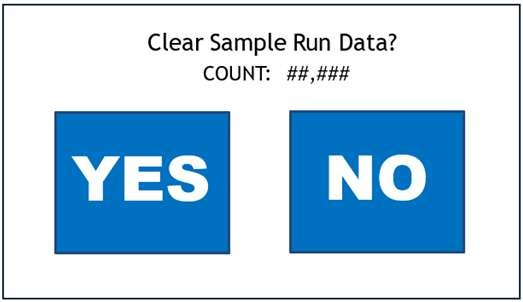 Clear Sample Run Data?
COUNT: ##,###
YES NO